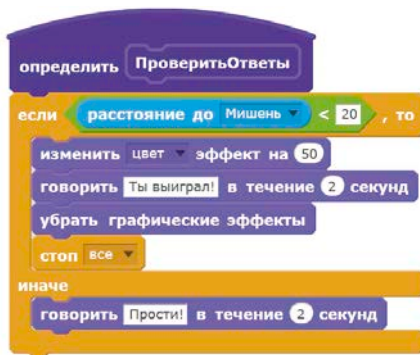 определить ПроверитьОтветы
если расстояние до Мишень < 20 , то
изменить цвет эффект на 50
говорить Ты выиграл! в течение 2 секунд
убрать графические эффекты
стоп все
иначе
говорить Прости! в течение 2 секунд